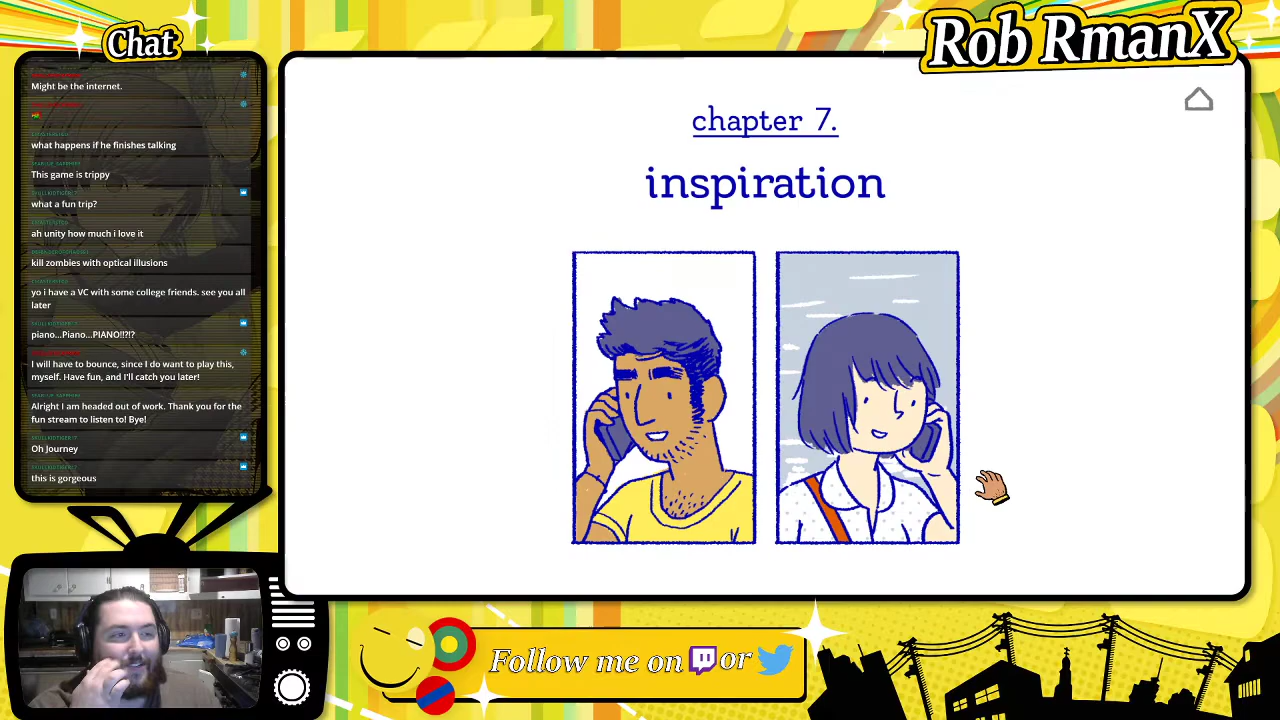 Chat
Rob RmanX
Might be the internet.
what happens if he finishes talking
This game is trippy
what a fun trip?
ah unity how much i love it
kill zombies with optical illusions
yo i have a VC with some college friends. see you all
later
piano...Piano...PIANO!!?!?
I will have to bounce, since I do want to play this,
myself. Have fun, and I'll catch you later!
Alright I am headed out of work. Thank you for the
fun stream to listen to! Bye!
Oh Journey
this is gorgeous
chapter 7.
inspiration
Follow me on or